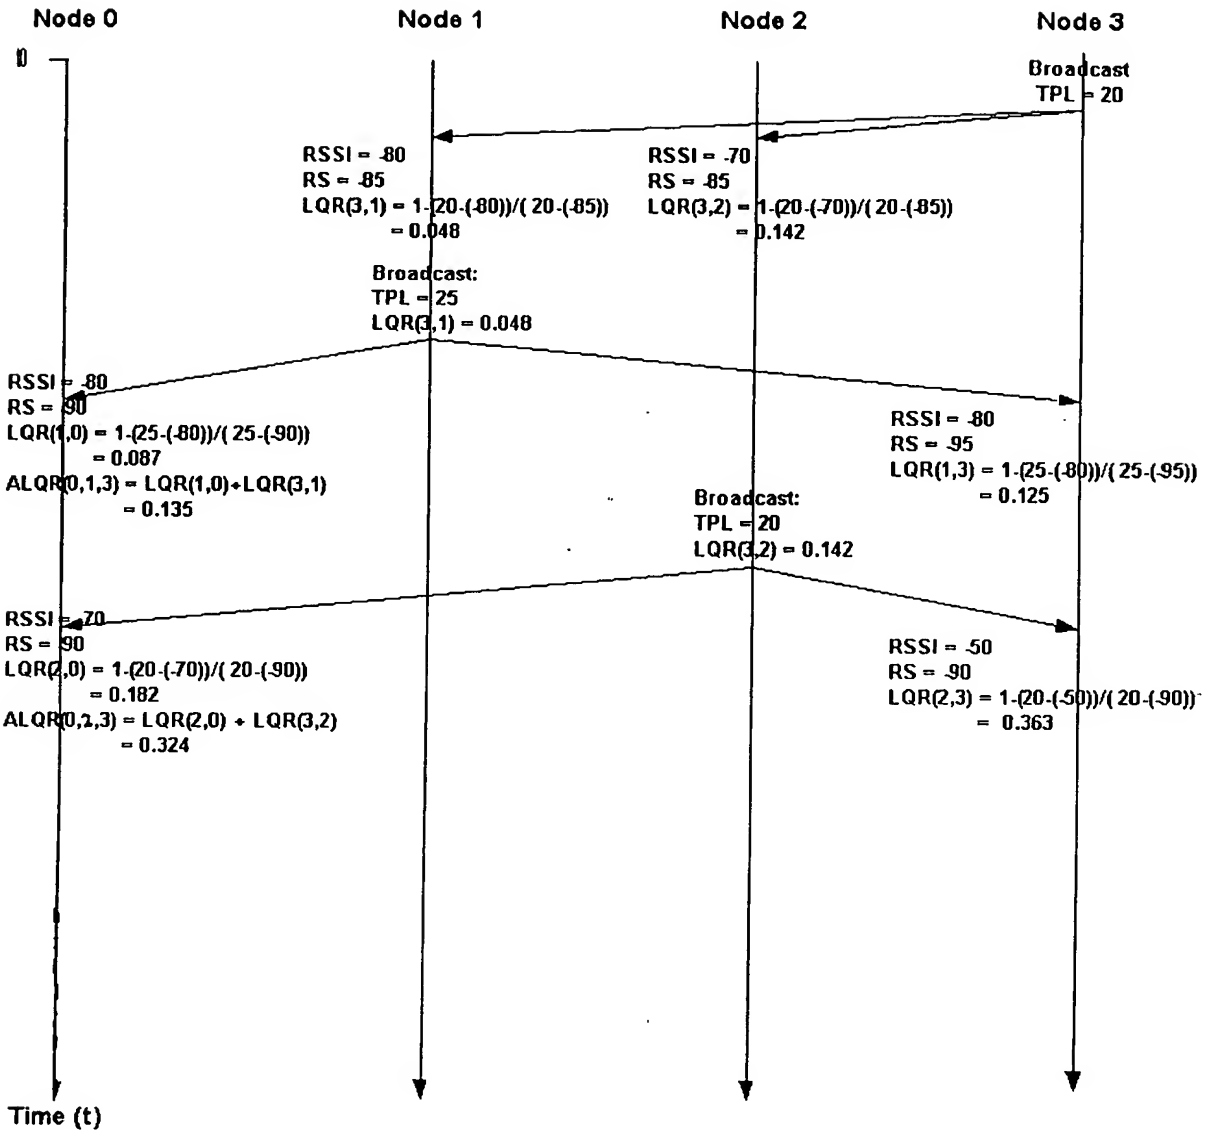 Node 0
Node 1
Node 2
Node 3
0
Broadcast
TPL = 20
RSSI = -80
RS = -85
LQR(3,1) = 1-(20-(-80))/( 20-(-85))
= 0.048
RSSI = -70
RS = -85
LQR(3,2) = 1-(20-(-70))/( 20-(-85))
= 0.142
Broadcast:
TPL = 25
LQR(3,1) = 0.048
RSSI = -80
RS = -90
LQR(1,0) = 1-(25-(-80))/( 25-(-90))
= 0.087
ALQR(0,1,3) = LQR(1,0)+LQR(3,1)
= 0.135
RSSI = -80
RS = -95
LQR(1,3) = 1-(25-(-80))/( 25-(-95))
= 0.125
Broadcast:
TPL = 20
LQR(3,2) = 0.142
RSSI = -70
RS = -90
LQR(2,0) = 1-(20-(-70))/( 20-(-90))
= 0.182
ALQR(0,2,3) = LQR(2,0) + LQR(3,2)
= 0.324
RSSI = -50
RS = -90
LQR(2,3) = 1-(20-(-50))/( 20-(-90))
= 0.363
Time (t)